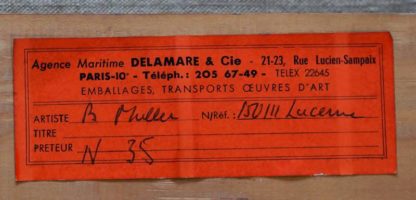 Agence Maritime DELAMARE & Cie - 21-23, Rue Lucien-Sampaix
PARIS-10e - Téléph.: 205 67-49 - TELEX 22645
EMBALLAGES, TRANSPORTS ŒUVRES D'ART
ARTISTE B Muller N/Réf.: 150111 Lucerne
TITRE
PRETEUR N 35